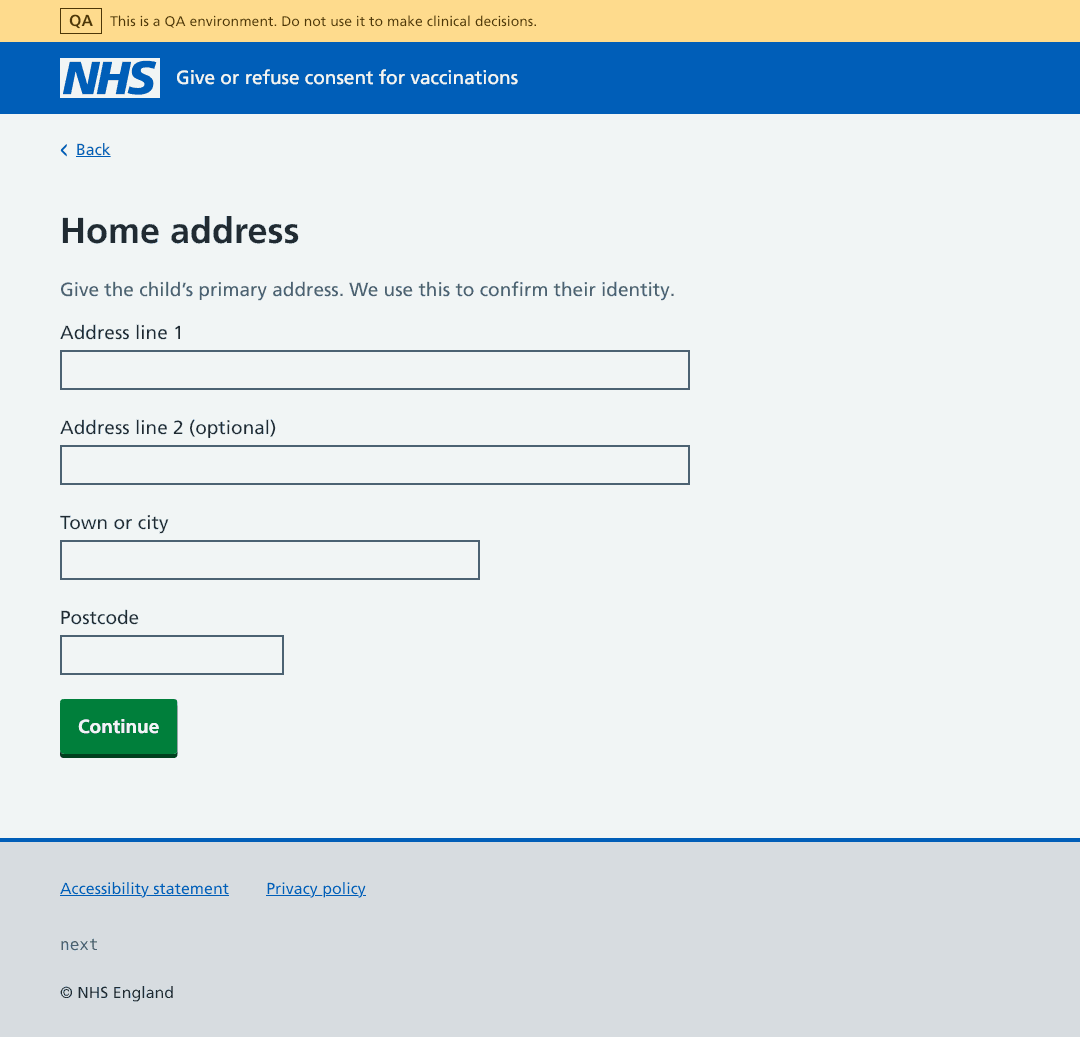 QA This is a QA environment. Do not use it to make clinical decisions.
NHS Give or refuse consent for vaccinations
Back
Home address
Give the child’s primary address. We use this to confirm their identity.
Address line 1
Address line 2 (optional)
Town or city
Postcode
Continue
Accessibility statement Privacy policy
next
© NHS England